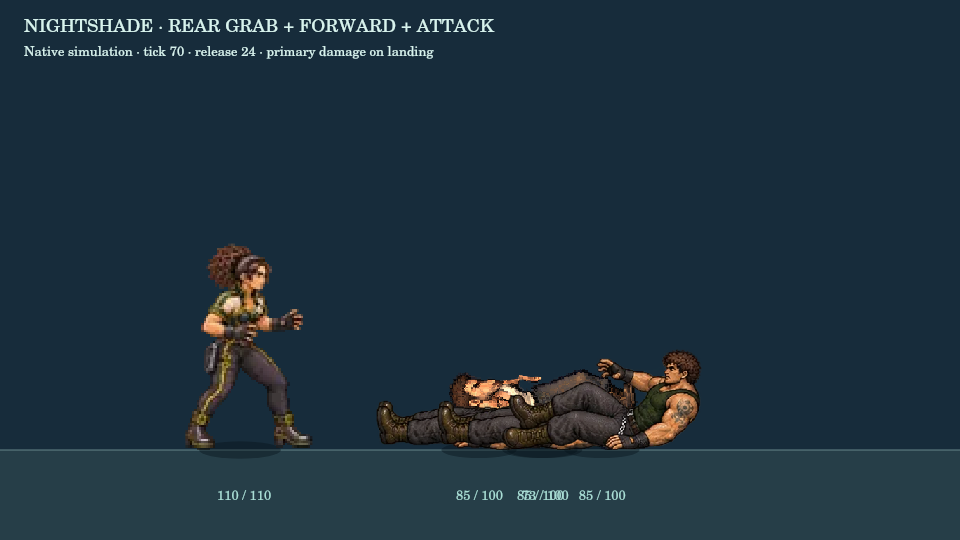 NIGHTSHADE · REAR GRAB + FORWARD + ATTACK
Native simulation · tick 70 · release 24 · primary damage on landing
110 / 110 85 / 100 85 / 100